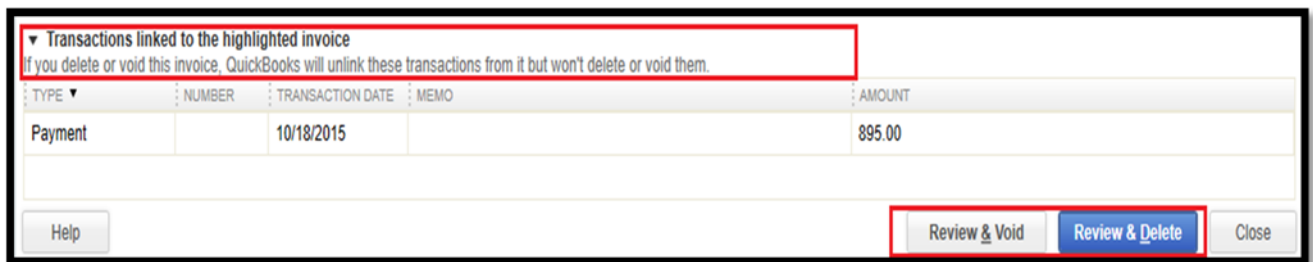 ▼ Transactions linked to the highlighted invoice
If you delete or void this invoice, QuickBooks will unlink these transactions from it but won't delete or void them.
TYPE ▼ NUMBER TRANSACTION DATE MEMO AMOUNT
Payment 10/18/2015 895.00
Help Review & Void Review & Delete Close